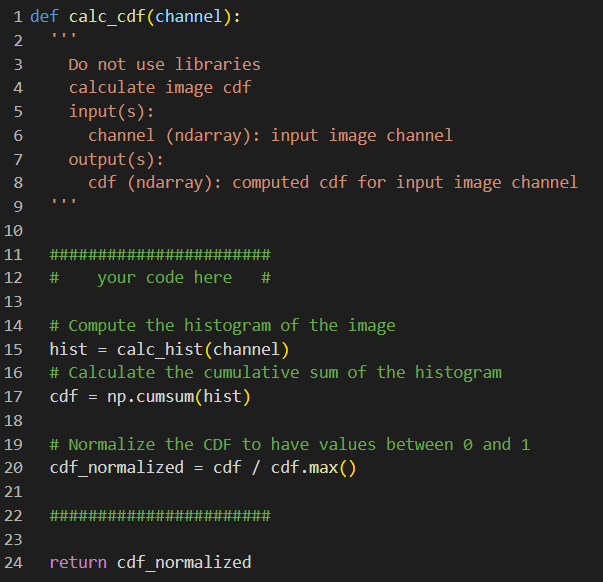 1 def calc_cdf(channel):
2 '''
3 Do not use libraries
4 calculate image cdf
5 input(s):
6 channel (ndarray): input image channel
7 output(s):
8 cdf (ndarray): computed cdf for input image channel
9 '''
10
11 #######################
12 # your code here #
13
14 # Compute the histogram of the image
15 hist = calc_hist(channel)
16 # Calculate the cumulative sum of the histogram
17 cdf = np.cumsum(hist)
18
19 # Normalize the CDF to have values between 0 and 1
20 cdf_normalized = cdf / cdf.max()
21
22 #######################
23
24 return cdf_normalized